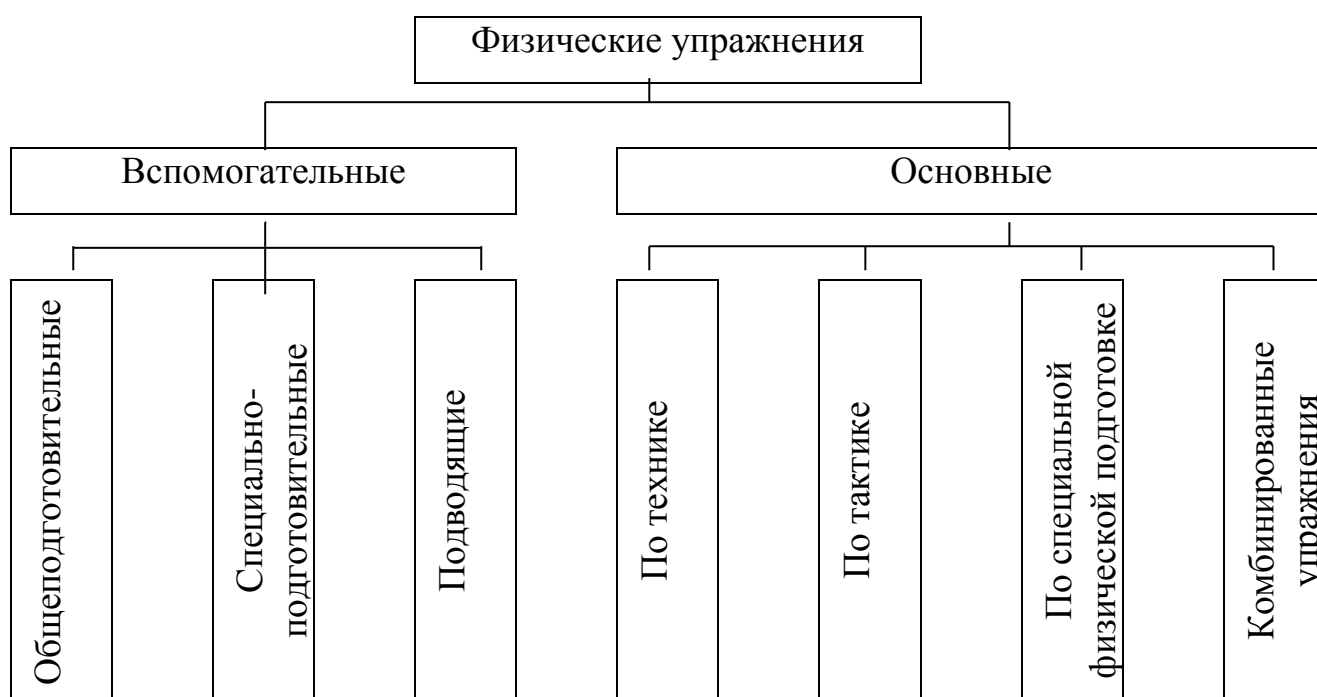 Физические упражнения
Вспомогательные
Основные
Общеподготовительные
Специально-
подготовительные
Подводящие
По технике
По тактике
По специальной
физической подготовке
Комбинированные
упражнения